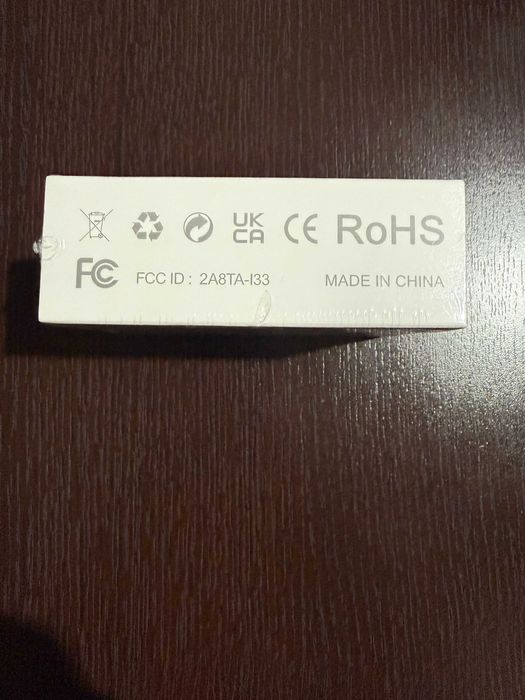 UK CA CE RoHS
FC FCC ID : 2A8TA-I33 MADE IN CHINA